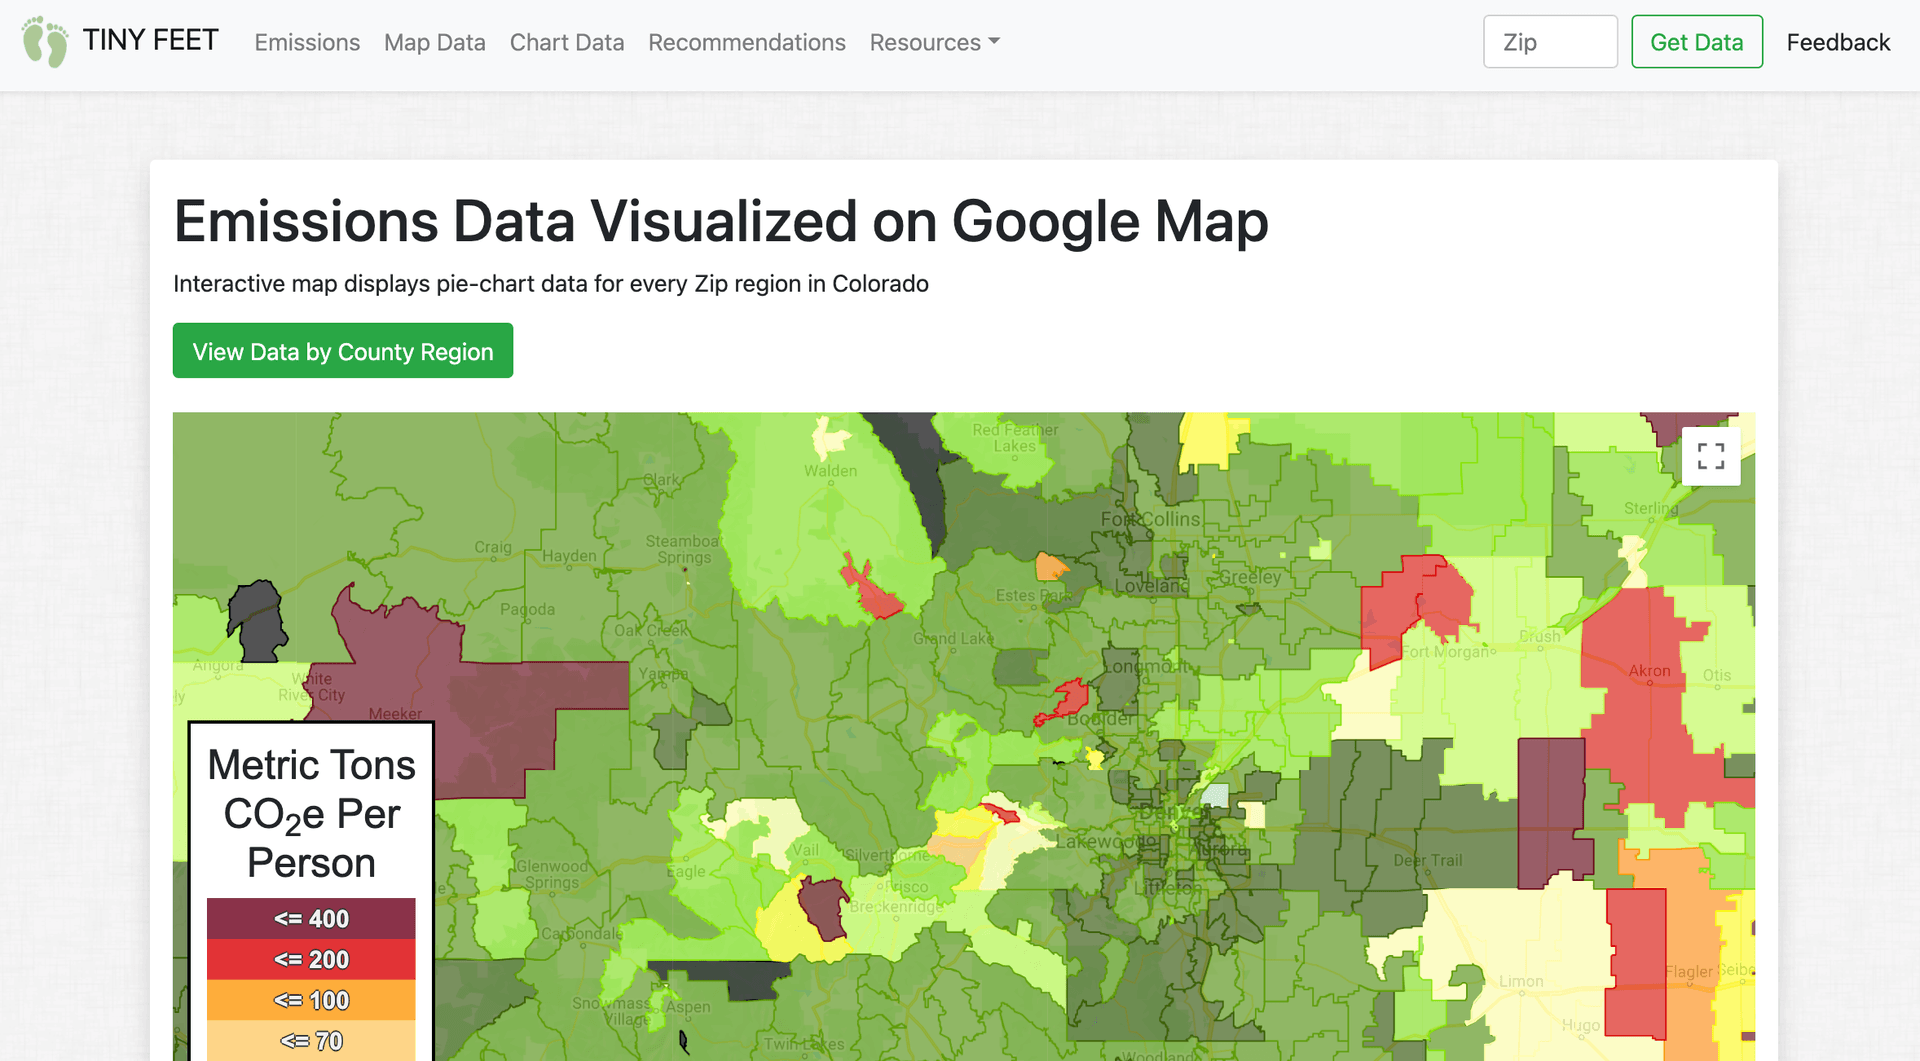 TINY FEET
Emissions
Map Data
Chart Data
Recommendations
Resources
Zip
Get Data
Feedback
Emissions Data Visualized on Google Map
Interactive map displays pie-chart data for every Zip region in Colorado
View Data by County Region
Red Feather
Lakes
Walden
Clark
Sterling
Fort Collins
Craig
Hayden
Steamboa
Springs
Greeley
Loveland
Estes Park
Pagoda
Oak Creek
Grand Lake
Brush
Fort Morgan
Angora
White
River City
Yampa
Longmont
Akron
Otis
Meeker
Boulder
Metric Tons
CO₂e Per
Person
Denver
Lakewood
Aurora
Vail
Silverthorne
Eagle
Glenwood
Springs
Frisco
Breckenridge
Littleton
Deer Trail
Carbondale
Snowmass
Village
Aspen
Limon
Flagler
Seibe
Hugo
Twin Lakes
Woodland
<= 400
<= 200
<= 100
<= 70